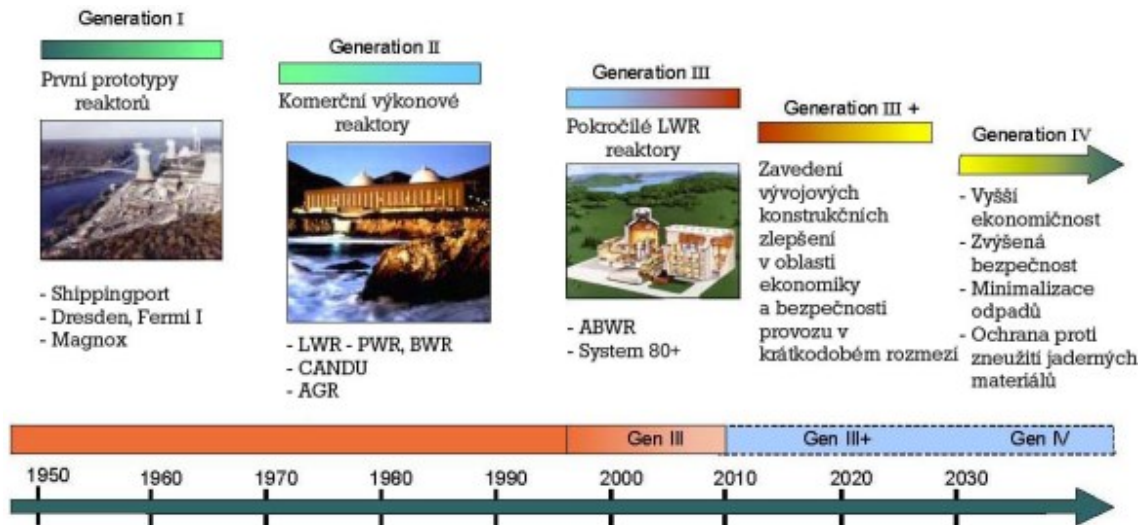 Generation I
První prototypy
reaktorů
- Shippingport
- Dresden, Fermi I
- Magnox
Generation II
Komerční výkonové
reaktory
- LWR - PWR, BWR
- CANDU
- AGR
Generation III
Pokročilé LWR
reaktory
- ABWR
- System 80+
Generation III +
Zavedení
vývojových
konstrukčních
zlepšení
v oblasti
ekonomiky
a bezpečnosti
provozu v
krátkodobém rozmezí
Generation IV
- Vyšší
ekonomičnost
- Zvýšená
bezpečnost
- Minimalizace
odpadů
- Ochrana proti
zneužití jaderných
materiálů
Gen III
Gen III+
Gen IV
1950
1960
1970
1980
1990
2000
2010
2020
2030